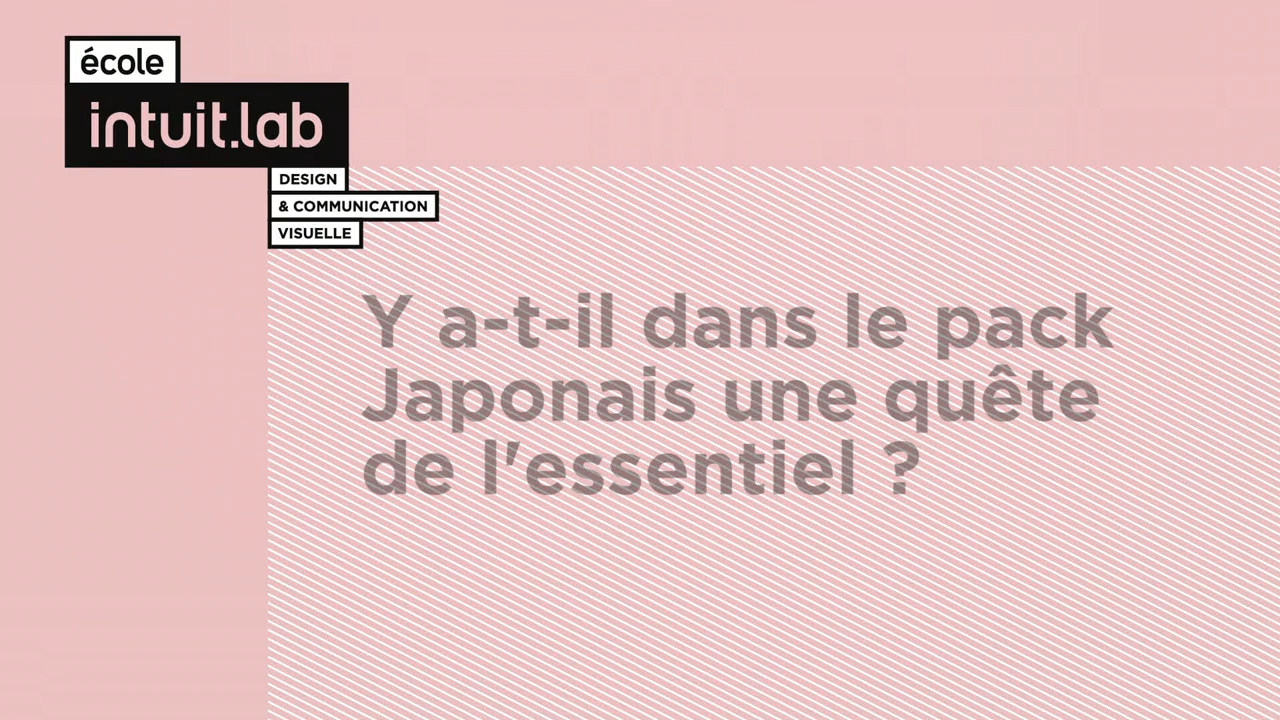 école
intuit.lab
DESIGN
& COMMUNICATION
VISUELLE
Y a-t-il dans le pack
Japonais une quête
de l'essentiel ?